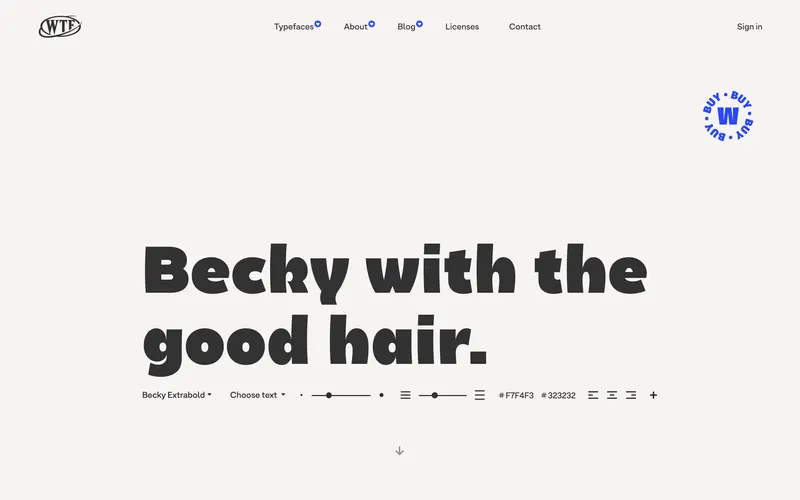 WTF
Typefaces
About
Blog
Licenses
Contact
Sign in
BUY • BUY • BUY • BUY •
W
Becky with the
good hair.
Becky Extrabold
Choose text
#F7F4F3
#323232